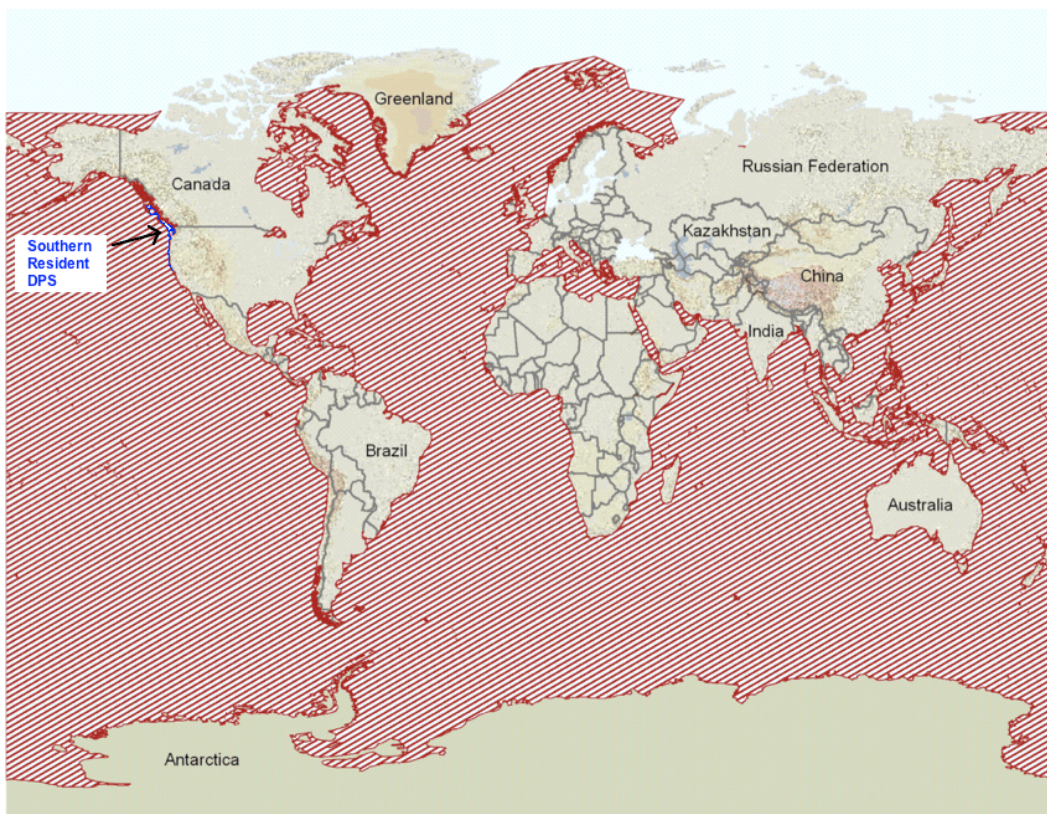 Greenland
Russian Federation
Canada
Kazakhstan
Southern
Resident
DPS
China
India
Brazil
Australia
Antarctica